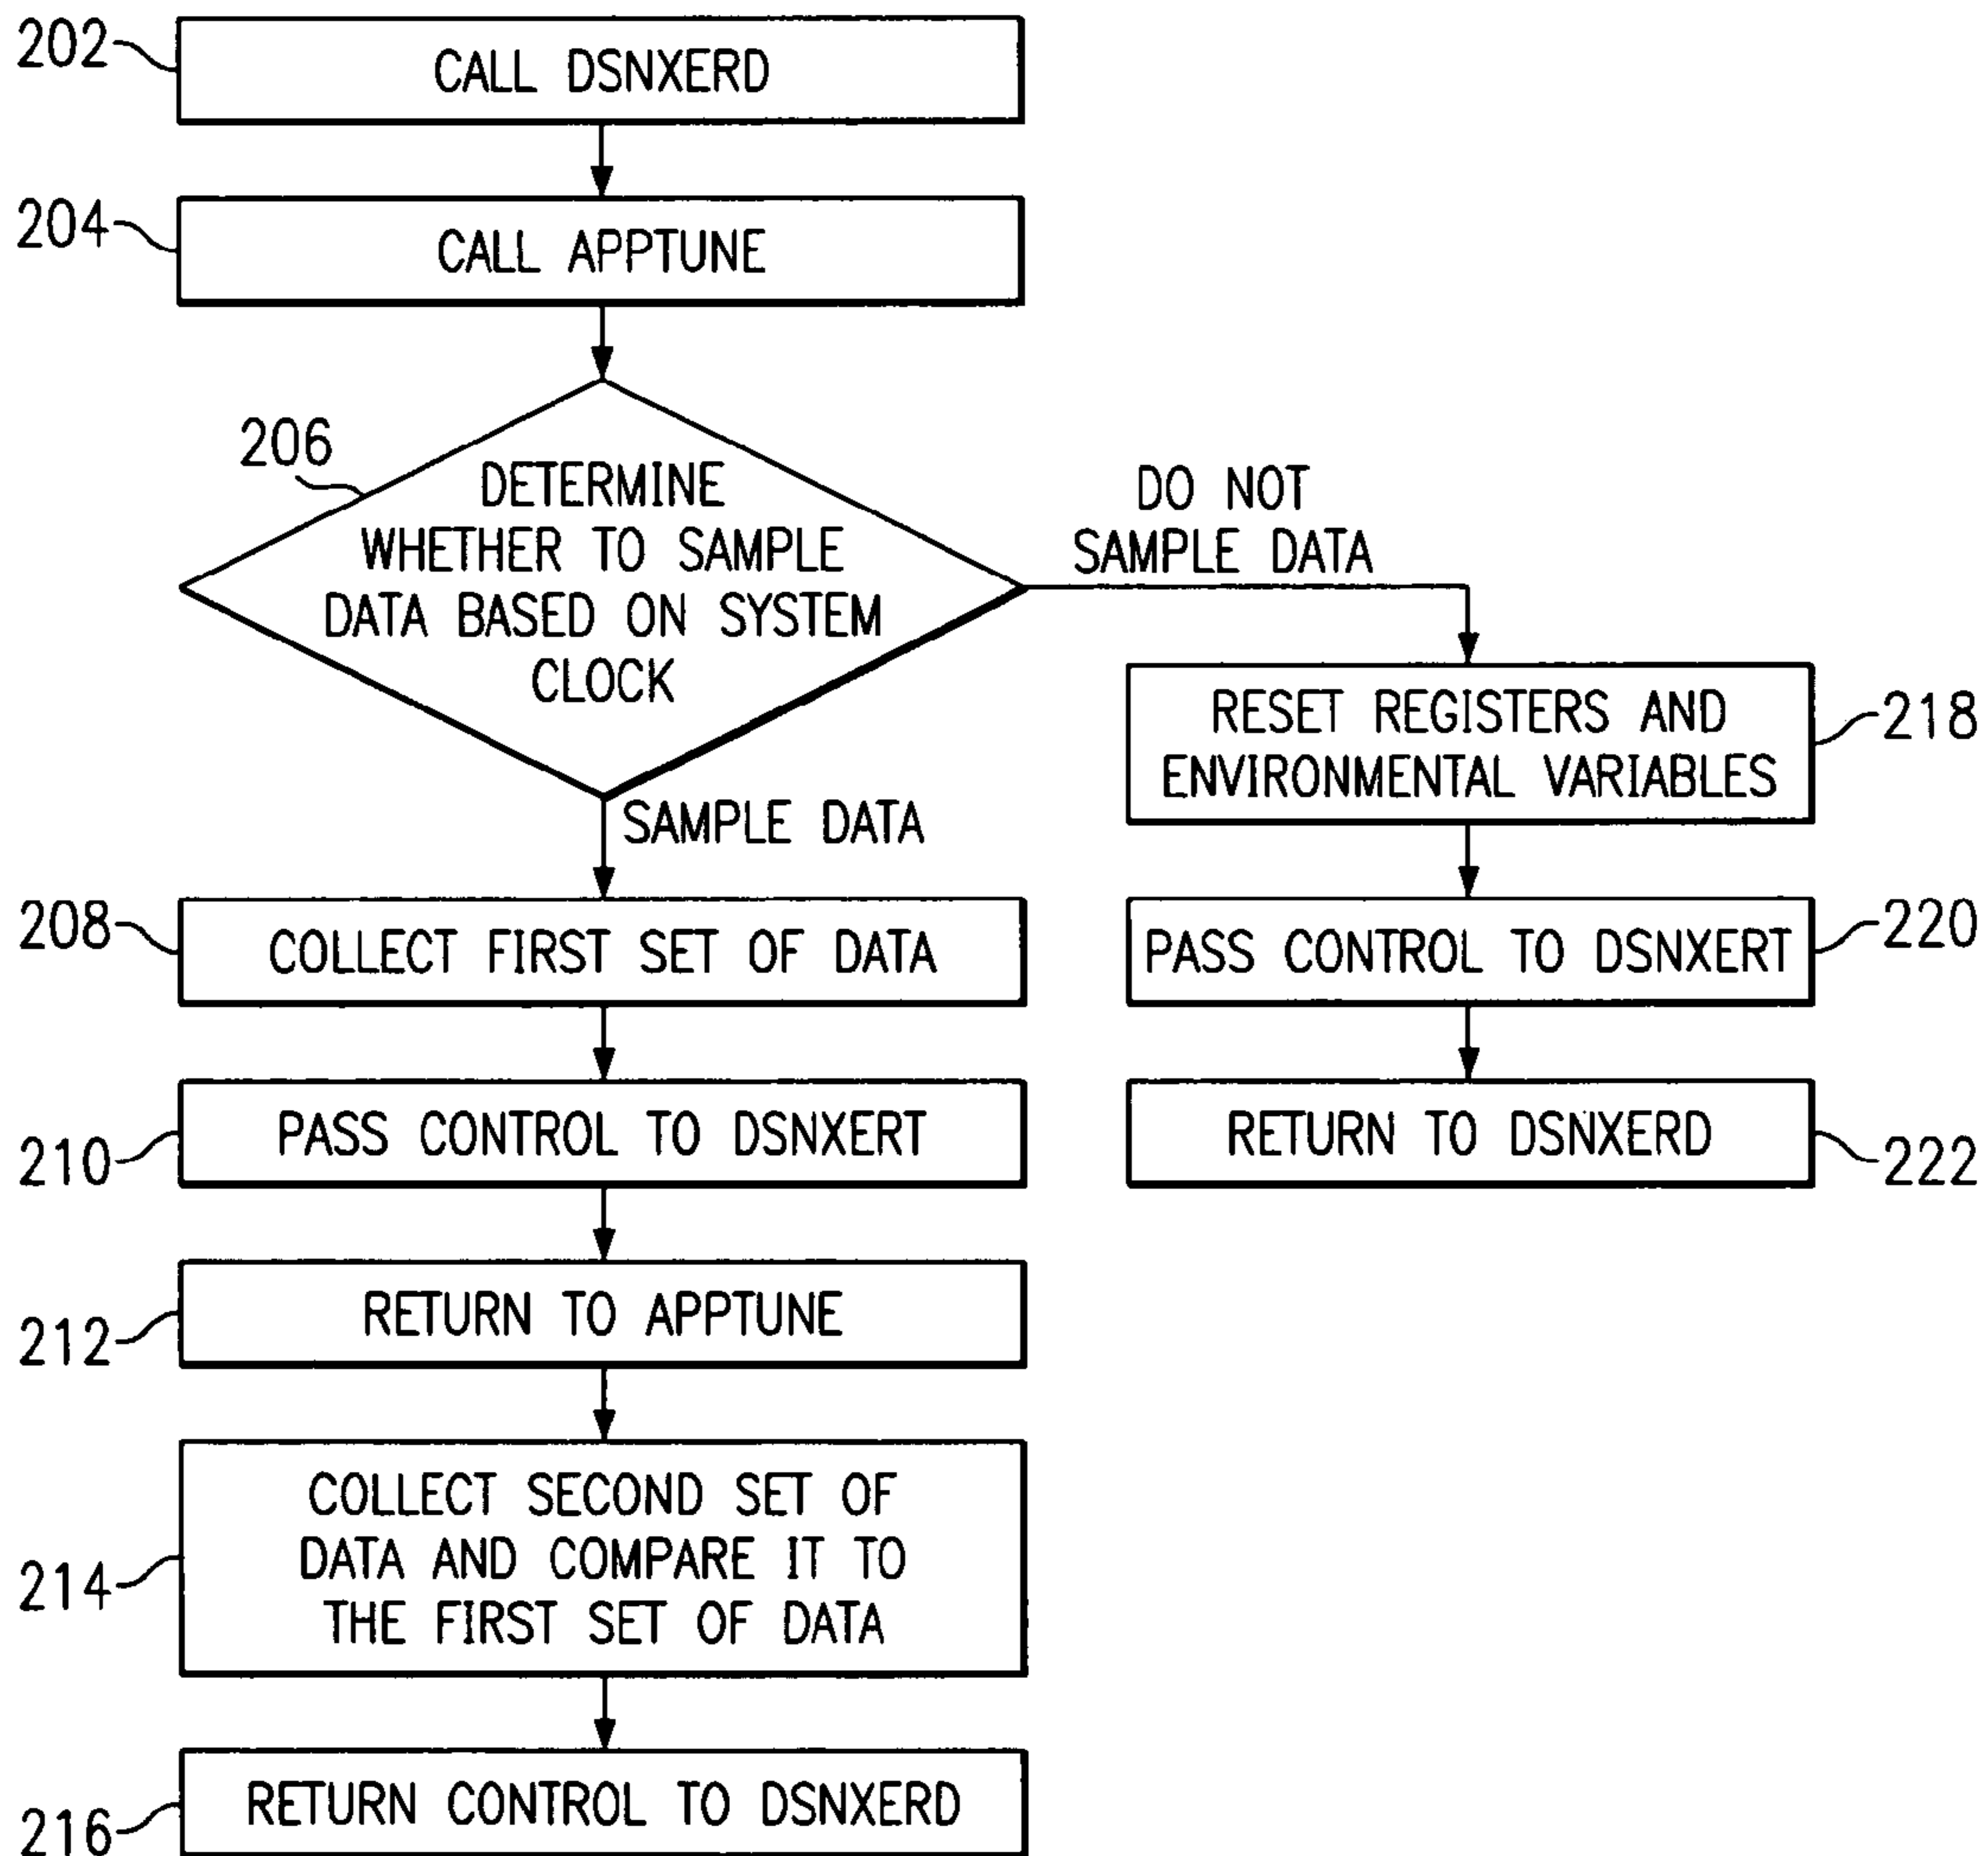 202
CALL DSNXERD
204
CALL APPTUNE
206
DETERMINE
WHETHER TO SAMPLE
DATA BASED ON SYSTEM
CLOCK
DO NOT
SAMPLE DATA
SAMPLE DATA
RESET REGISTERS AND
ENVIRONMENTAL VARIABLES
218
208
COLLECT FIRST SET OF DATA
PASS CONTROL TO DSNXERT
220
210
PASS CONTROL TO DSNXERT
RETURN TO DSNXERD
222
212
RETURN TO APPTUNE
214
COLLECT SECOND SET OF
DATA AND COMPARE IT TO
THE FIRST SET OF DATA
216
RETURN CONTROL TO DSNXERD